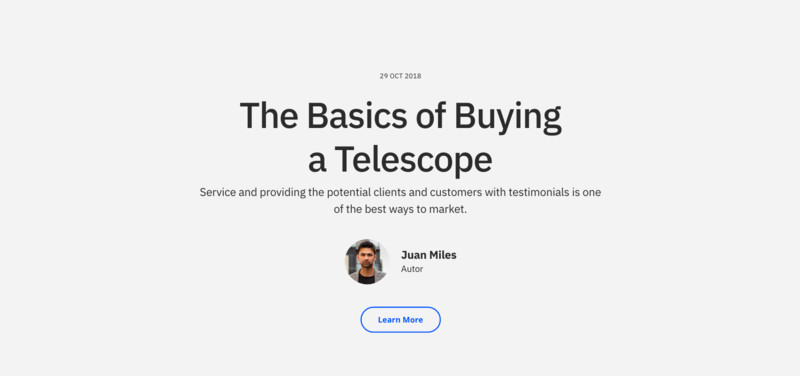 29 OCT 2018
The Basics of Buying
a Telescope
Service and providing the potential clients and customers with testimonials is one
of the best ways to market.
Juan Miles
Autor
Learn More